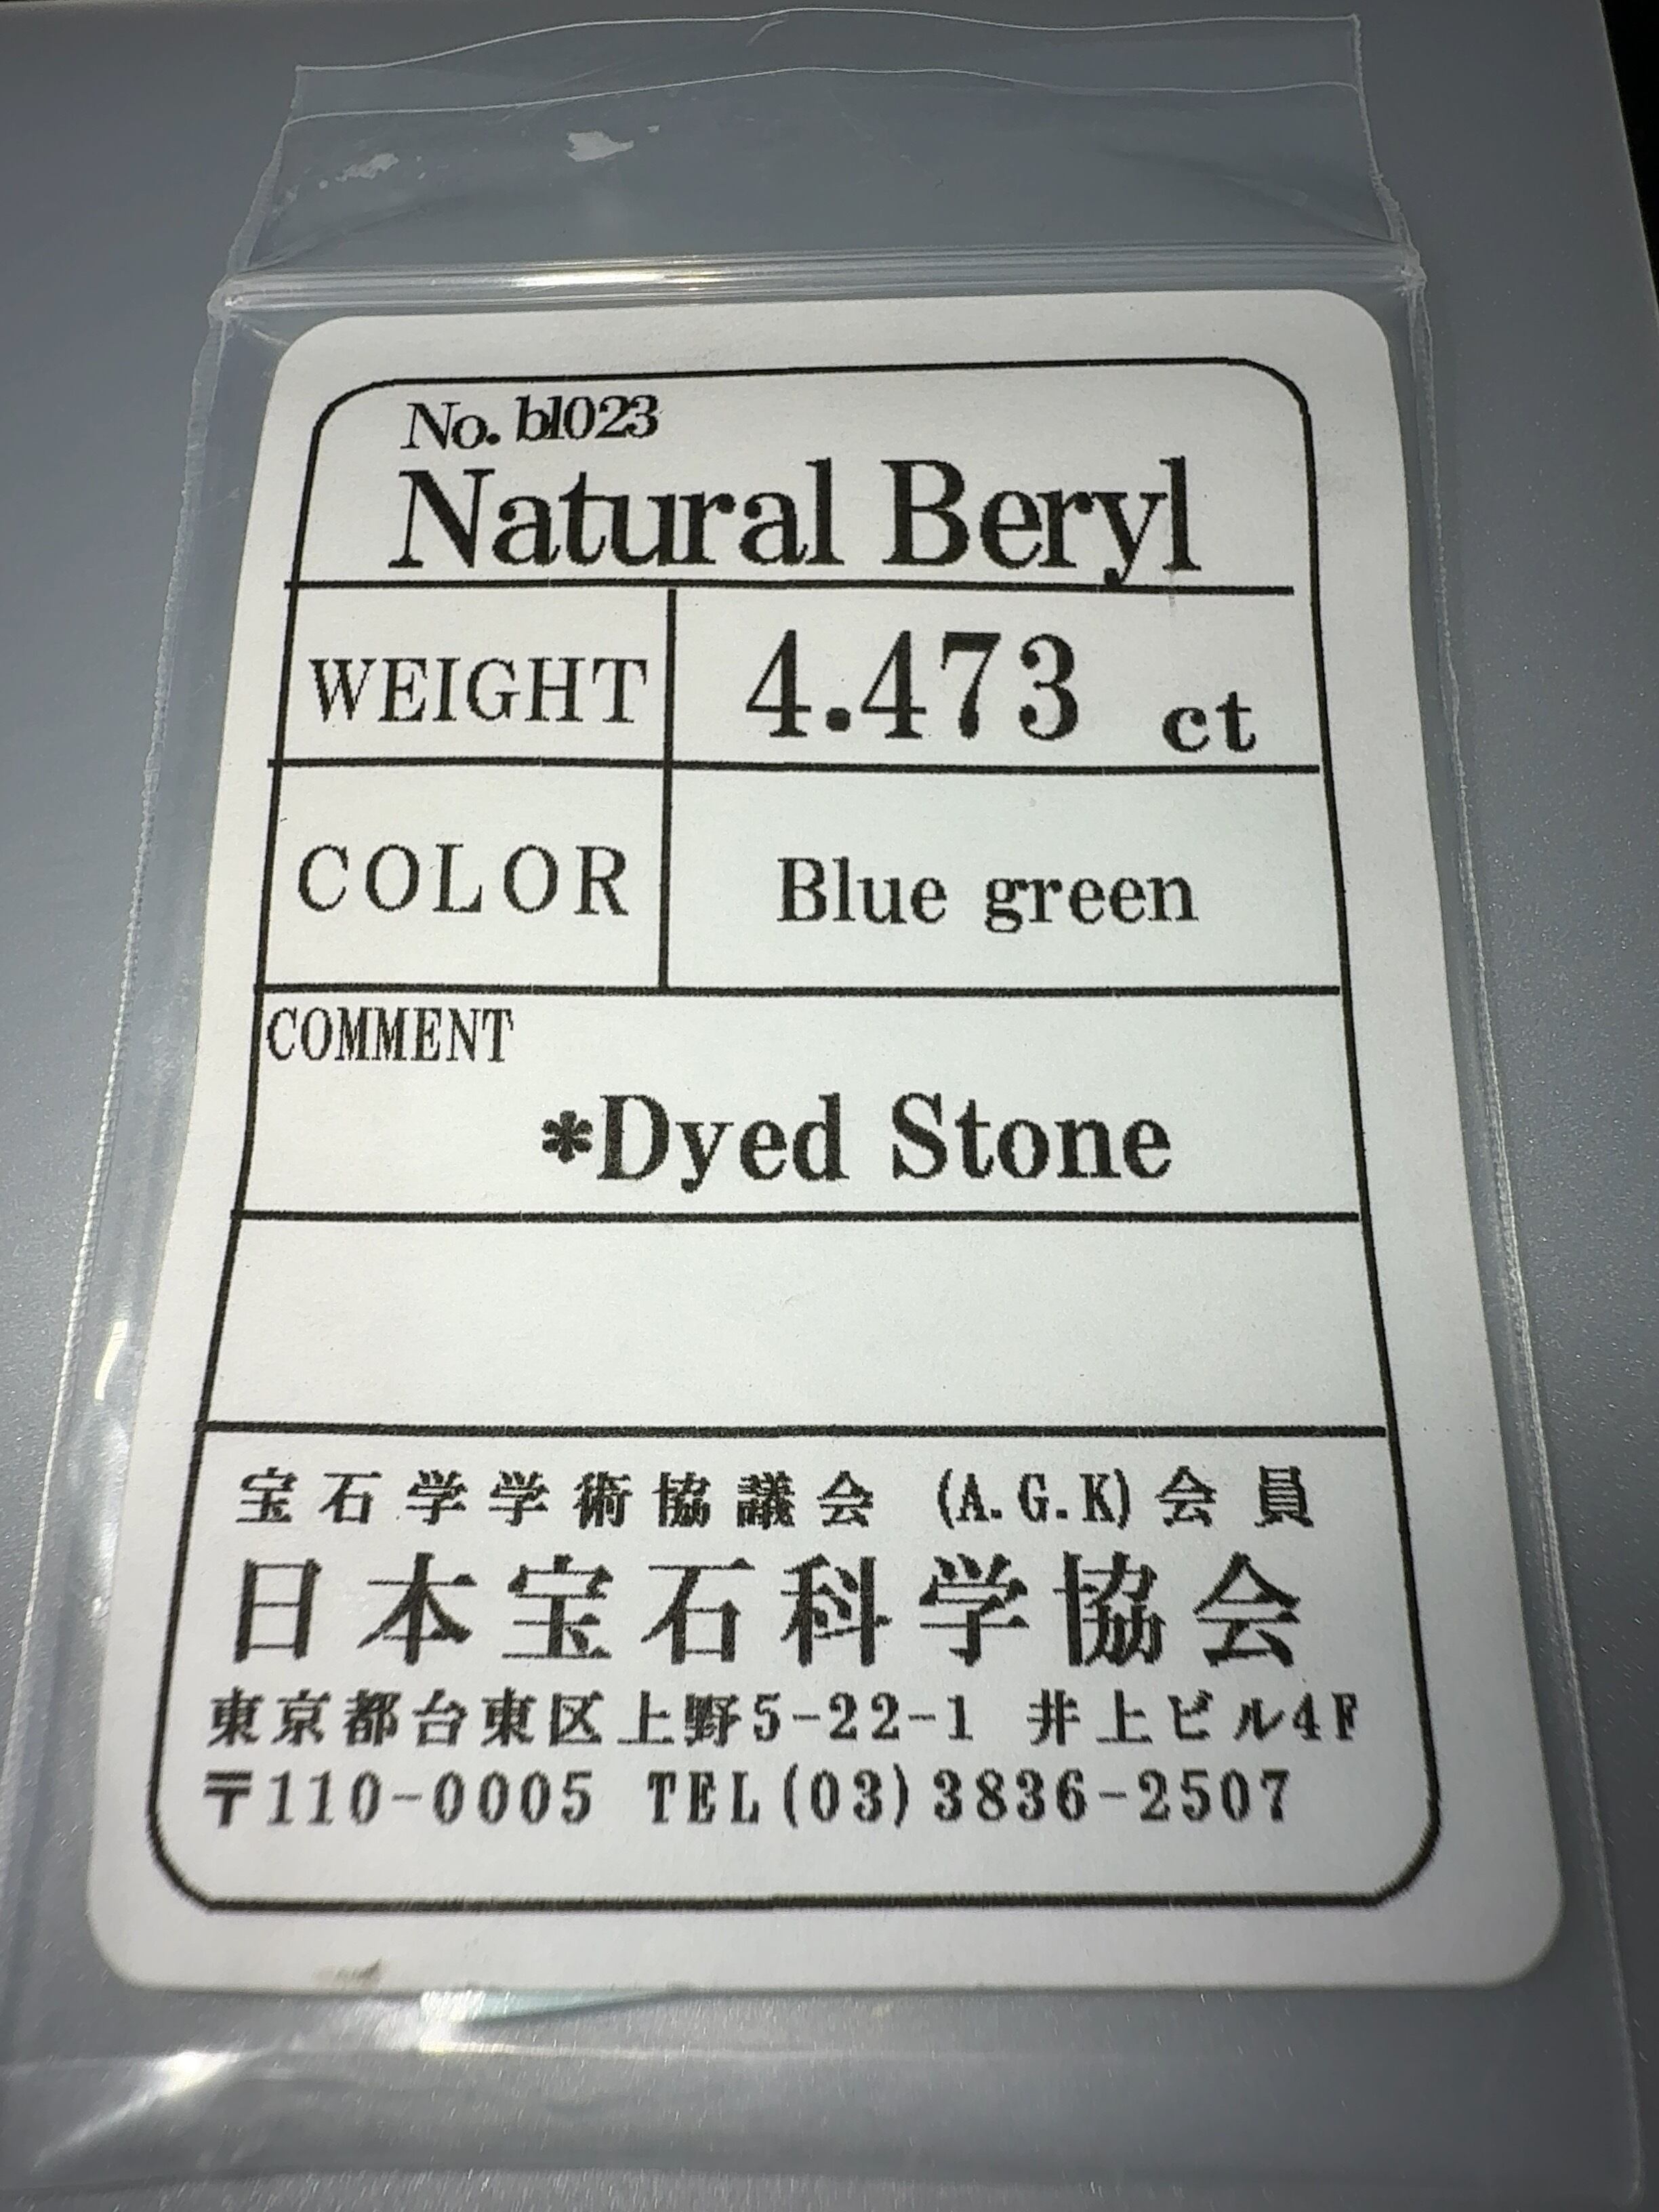 No. bl023
Natural Beryl
WEIGHT 4.473 ct
COLOR Blue green
COMMENT
*Dyed Stone
宝石学学術協議会 (A.G.K)会員
日本宝石科学協会
東京都台東区上野5-22-1 井上ビル4F
〒110-0005 TEL(03)3836-2507